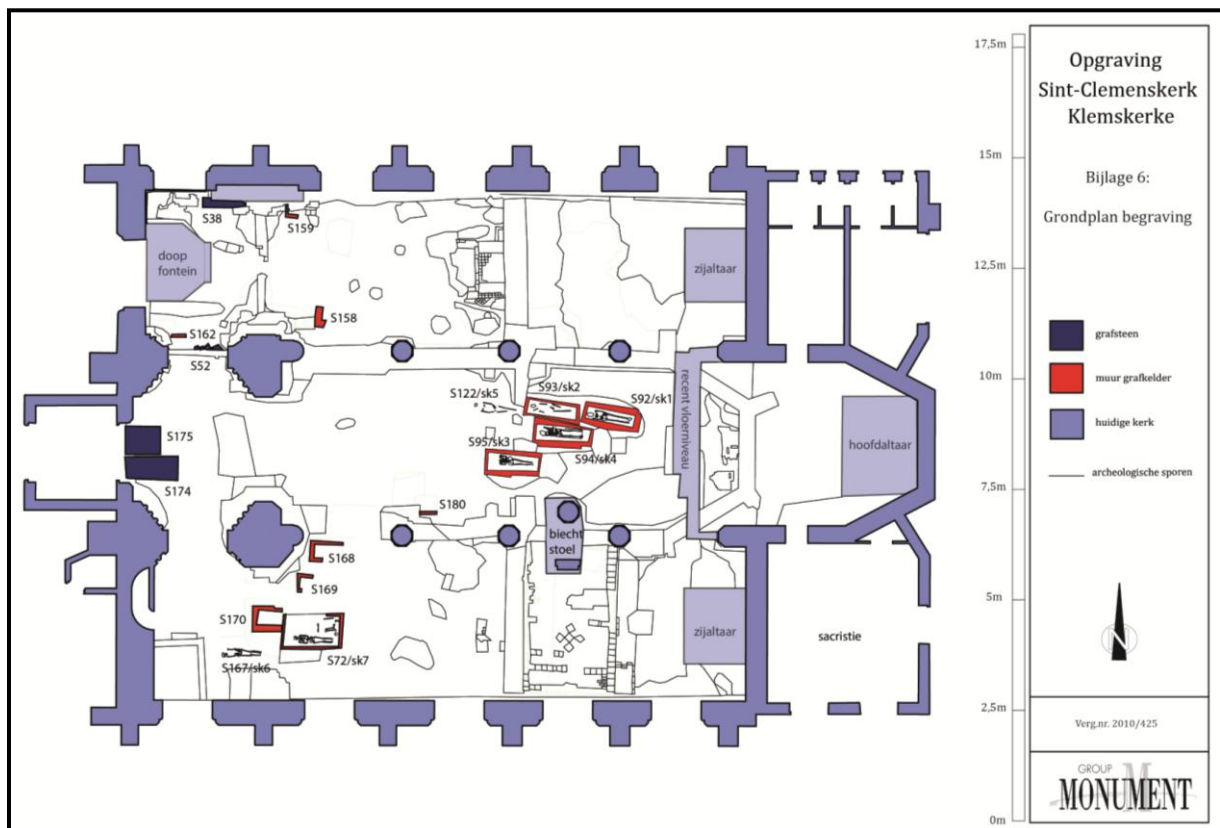 17,5m
15m
12,5m
10m
7,5m
5m
2,5m
0m
Opgraving
Sint-Clemenskerk
Klemskerke
Bijlage 6:
Grondplan begraving
grafsteen
muur grafkelder
huidige kerk
archeologische sporen
N
Verg.nr. 2010/425
GROUP M
MONUMENT
S38
S159
doop
fontein
zijaltaar
S158
S162
S52
recent vloerniveau
S93/sk2
S122/sk5
S92/sk1
S175
S95/sk3
S94/sk4
hoofdaltaar
S174
S180
biecht
stoel
S168
S169
S170
1
zijaltaar
sacristie
S167/sk6
S72/sk7